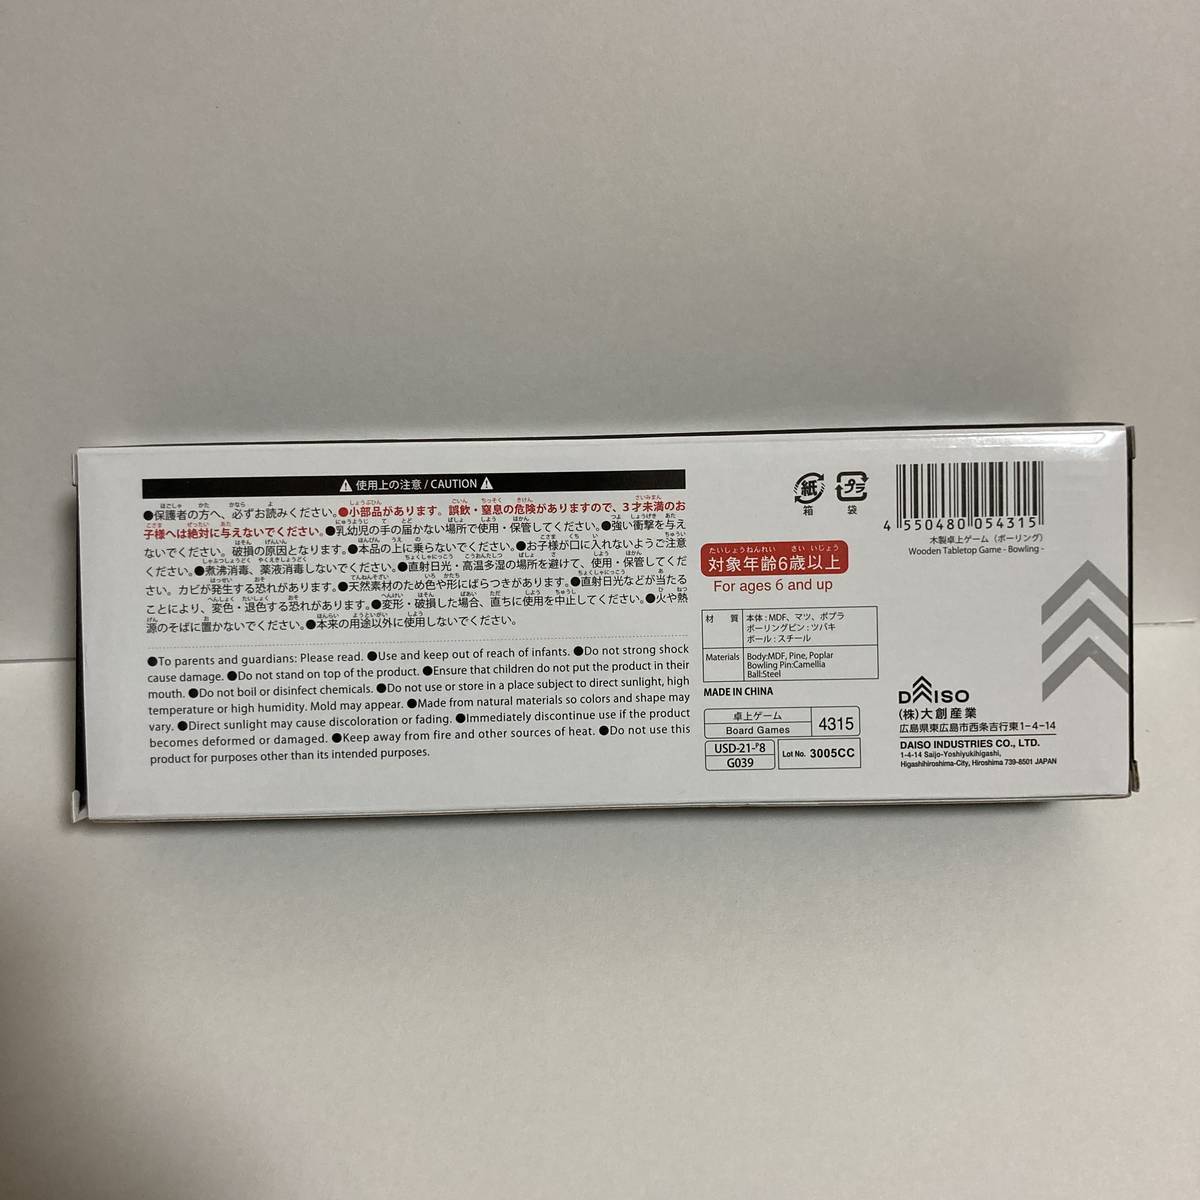 ⚠ 使用上の注意 / CAUTION ⚠
●保護者の方へ、必ずお読みください。●小部品があります。誤飲・窒息の危険がありますので、3才未満のお
子様へは絶対に与えないでください。●乳幼児の手の届かない場所で使用・保管してください。●強い衝撃を与え
ないでください。破損の原因となります。●本品の上に乗らないでください。●お子様が口に入れないようご注意
ください。●煮沸消毒、薬液消毒しないでください。●直射日光・高温多湿の場所を避けて、使用・保管してくだ
さい。カビが発生する恐れがあります。●天然素材のため色や形にばらつきがあります。●直射日光などが当たる
ことにより、変色・退色する恐れがあります。●変形・破損した場合、直ちに使用を中止してください。●火や熱
源のそばに置かないでください。●本来の用途以外に使用しないでください。
●To parents and guardians: Please read. ●Use and keep out of reach of infants. ●Do not strong shock
cause damage. ●Do not stand on top of the product. ●Ensure that children do not put the product in their
mouth. ●Do not boil or disinfect chemicals. ●Do not use or store in a place subject to direct sunlight, high
temperature or high humidity. Mold may appear. ●Made from natural materials so colors and shape may
vary. ●Direct sunlight may cause discoloration or fading. ●Immediately discontinue use if the product
becomes deformed or damaged. ●Keep away from fire and other sources of heat. ●Do not use this
product for purposes other than its intended purposes.
紙
箱
プラ
袋
4 550480 054315
木製卓上ゲーム（ボーリング）
Wooden Tabletop Game - Bowling -
たいしょうねんれい さい いじょう
対象年齢6歳以上
For ages 6 and up
材 質 本体：MDF、マツ、ポプラ
ボーリングピン：ツバキ
ボール：スチール
Materials Body:MDF, Pine, Poplar
Bowling Pin:Camellia
Ball:Steel
MADE IN CHINA
卓上ゲーム
Board Games
4315
USD-21-P8
G039
Lot No. 3005CC
DAISO
(株)大創産業
広島県東広島市西条吉行東1-4-14
DAISO INDUSTRIES CO., LTD.
1-4-14 Saijo-Yoshiyukihigashi,
Higashihiroshima-City, Hiroshima 739-8501 JAPAN